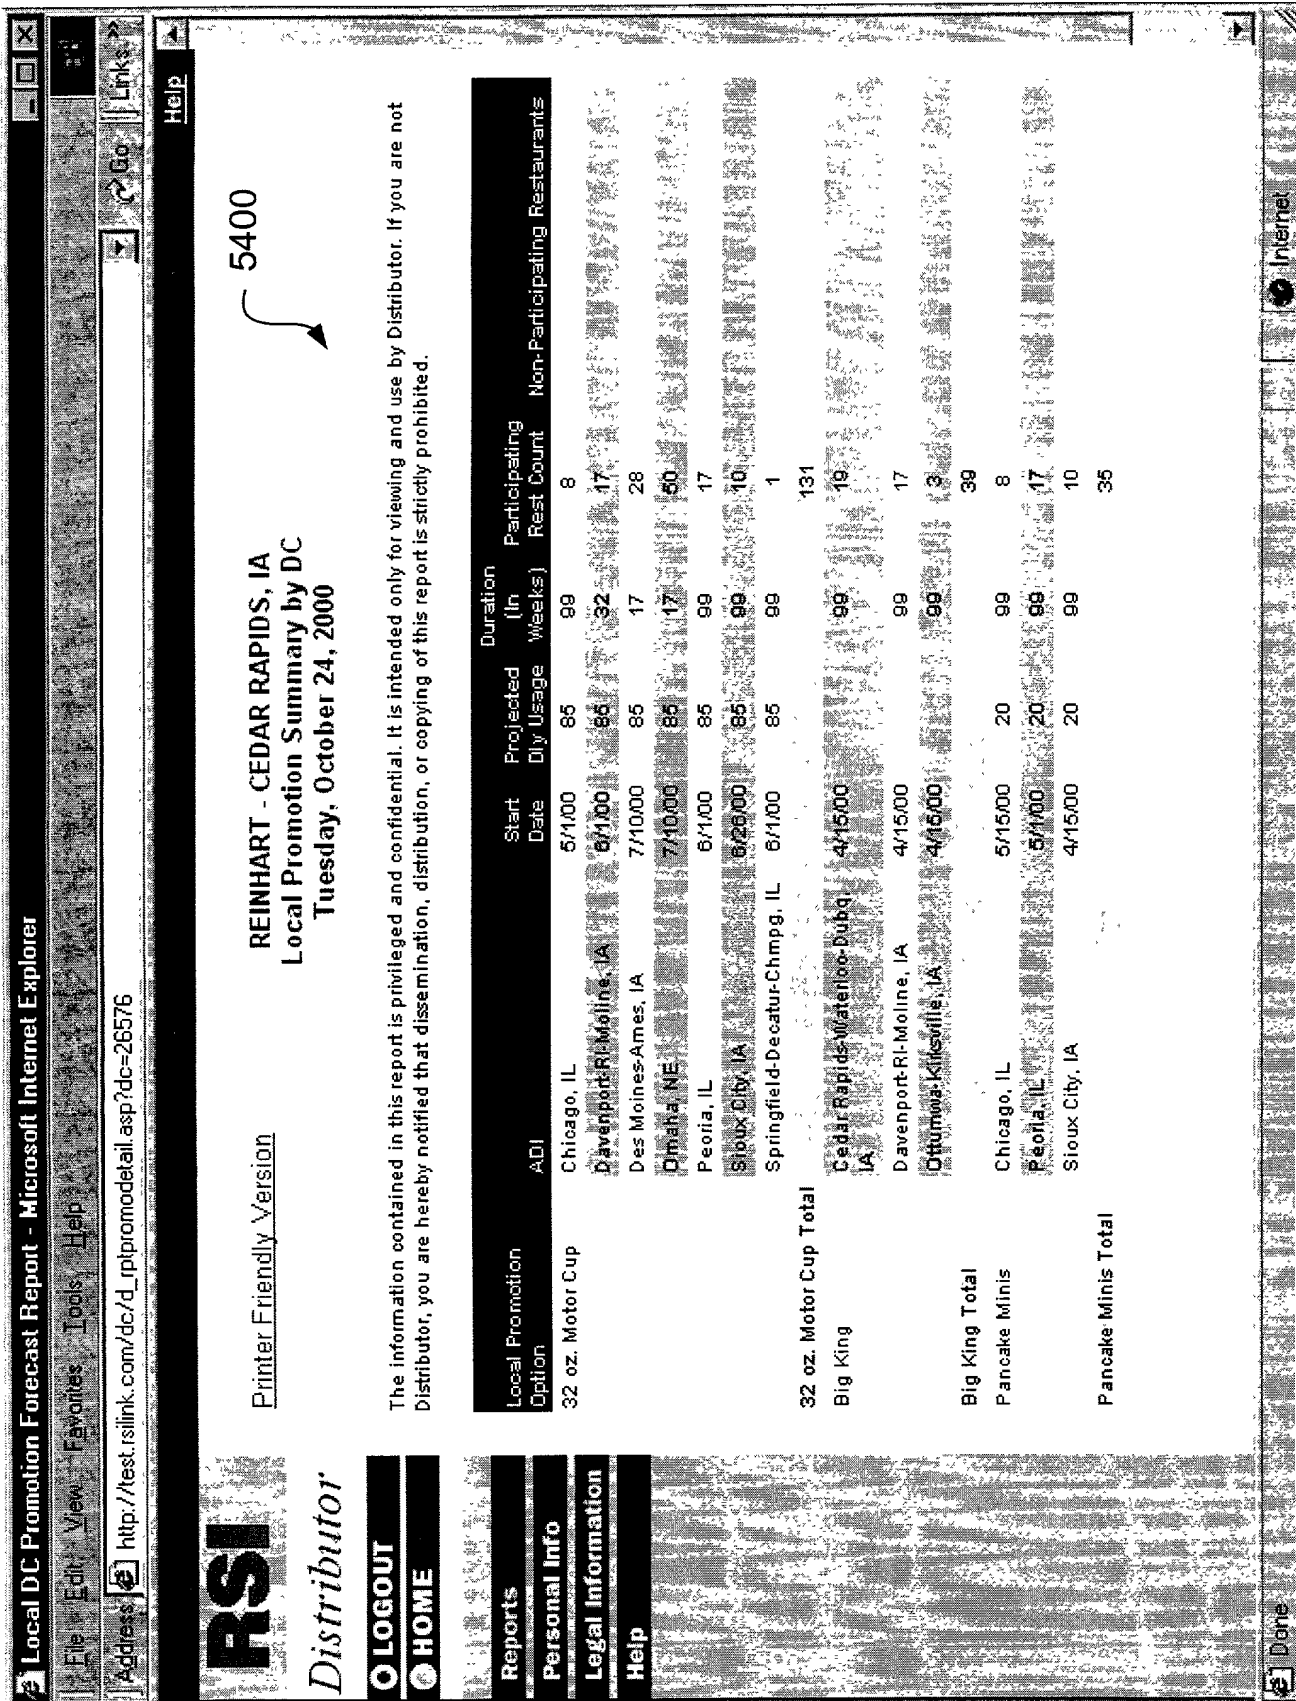 Local DC Promotion Forecast Report - Microsoft Internet Explorer
File Edit View Favorites Tools Help
Address http://test.rsilink.com/dc/d_rptpromodetail.asp?dc=26576 Go Links »
Help
RSI
Distributor
LOGOUT
HOME
Reports
Personal Info
Legal Information
Help
Printer Friendly Version
REINHART - CEDAR RAPIDS, IA
Local Promotion Summary by DC
Tuesday, October 24, 2000
5400
The information contained in this report is privileged and confidential. It is intended only for viewing and use by Distributor. If you are not
Distributor, you are hereby notified that dissemination, distribution, or copying of this report is strictly prohibited.
Local Promotion Option ADI Start Date Projected Dly Usage Duration (In Weeks) Participating Rest Count Non-Participating Restaurants
32 oz. Motor Cup Chicago, IL 5/1/00 85 99 8
Davenport-RI-Moline, IA 6/1/00 85 32 17
Des Moines-Ames, IA 7/10/00 85 17 28
Omaha, NE 7/10/00 85 17 50
Peoria, IL 6/1/00 85 99 17
Sioux City, IA 6/26/00 85 99 10
Springfield-Decatur-Chmpg, IL 6/1/00 85 99 1
32 oz. Motor Cup Total 131
Big King Cedar Rapids-Waterloo-Dubq, 4/15/00 99 19
IA
Davenport-RI-Moline, IA 4/15/00 99 17
Ottumwa-Kirksville, IA 4/15/00 99 3
Big King Total 39
Pancake Minis Chicago, IL 5/15/00 20 99 8
Peoria, IL 5/1/00 20 99 17
Sioux City, IA 4/15/00 20 99 10
Pancake Minis Total 35
Done Internet